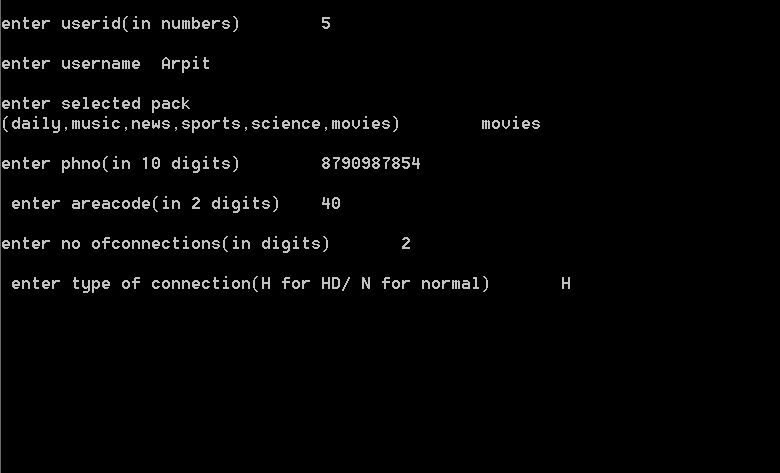 enter userid(in numbers) 5
enter username Arpit
enter selected pack
(daily,music,news,sports,science,movies) movies
enter phno(in 10 digits) 8790987854
enter areacode(in 2 digits) 40
enter no ofconnections(in digits) 2
enter type of connection(H for HD/ N for normal) H